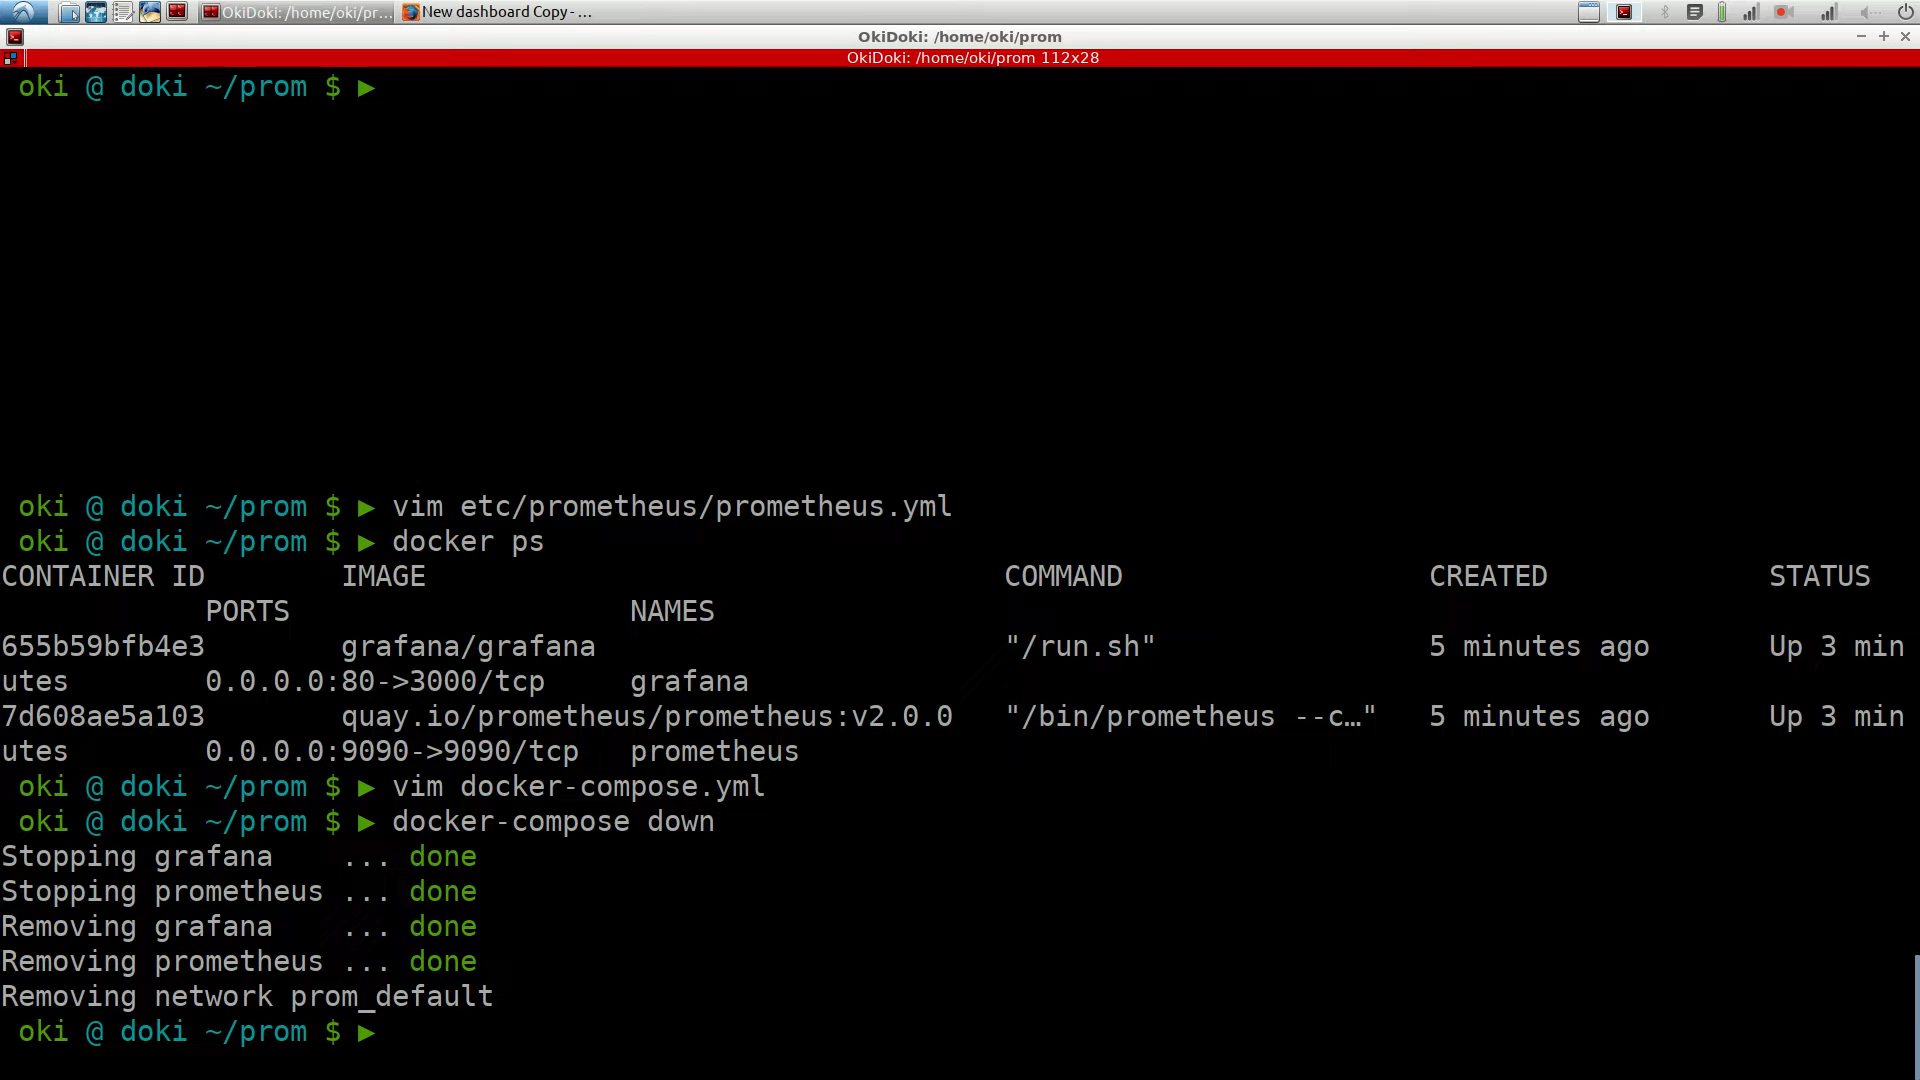 OkiDoki: /home/oki/pr... New dashboard Copy - ...
OkiDoki: /home/oki/prom
OkiDoki: /home/oki/prom 112x28
oki @ doki ~/prom $ ▶
oki @ doki ~/prom $ ▶ vim etc/prometheus/prometheus.yml
oki @ doki ~/prom $ ▶ docker ps
CONTAINER ID        IMAGE                                  COMMAND                  CREATED             STATUS
            PORTS                    NAMES
655b59bfb4e3        grafana/grafana                        "/run.sh"                5 minutes ago       Up 3 min
utes        0.0.0.0:80->3000/tcp     grafana
7d608ae5a103        quay.io/prometheus/prometheus:v2.0.0   "/bin/prometheus --c…"   5 minutes ago       Up 3 min
utes        0.0.0.0:9090->9090/tcp   prometheus
oki @ doki ~/prom $ ▶ vim docker-compose.yml
oki @ doki ~/prom $ ▶ docker-compose down
Stopping grafana    ... done
Stopping prometheus ... done
Removing grafana    ... done
Removing prometheus ... done
Removing network prom_default
oki @ doki ~/prom $ ▶